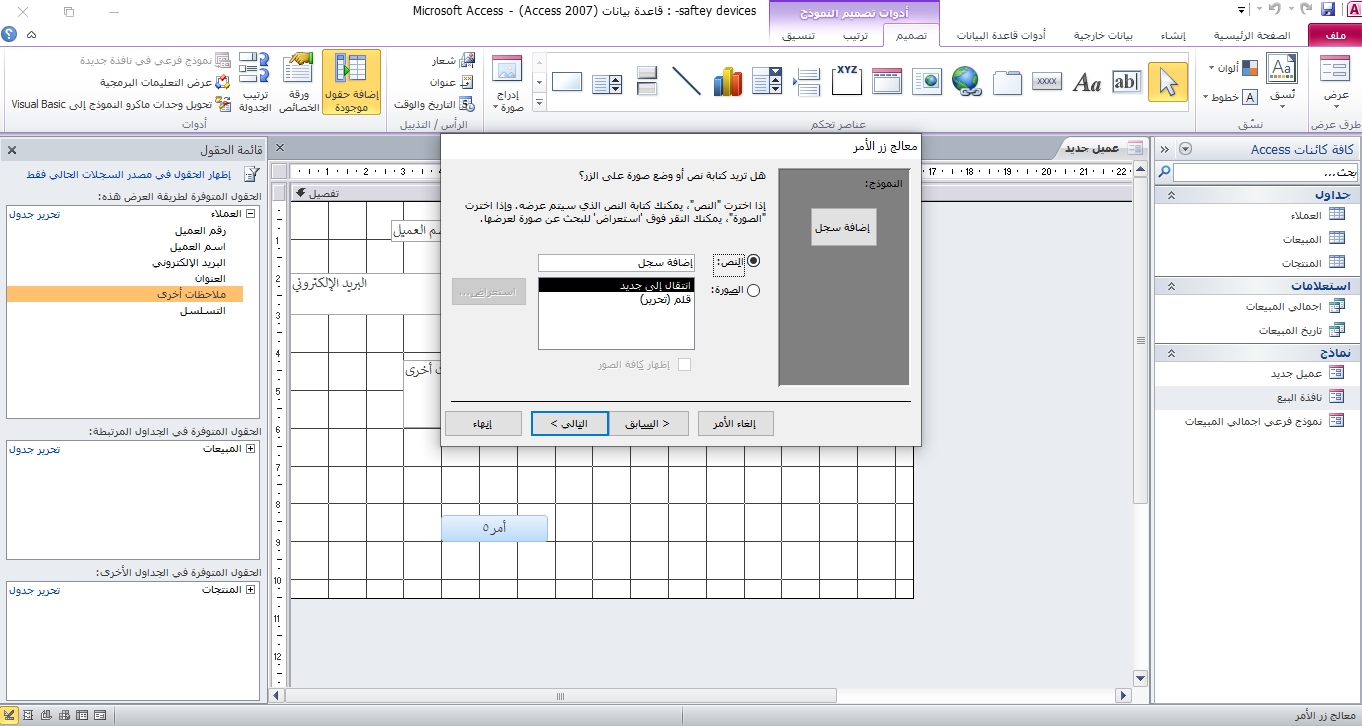 saftey devices- : قاعدة بيانات (Access 2007) - Microsoft Access
أدوات تصميم النموذج
ملف
الصفحة الرئيسية
إنشاء
بيانات خارجية
أدوات قاعدة البيانات
تصميم
ترتيب
تنسيق
عرض
طرق عرض
نسّق
ألوان
خطوط
نسّق
ab|
Aa
xxxx
XYZ
عناصر تحكم
إدراج صورة
شعار
عنوان
التاريخ والوقت
الرأس / التذييل
إضافة حقول موجودة
ورقة الخصائص
ترتيب الجدولة
نموذج فرعي في نافذة جديدة
عرض التعليمات البرمجية
تحويل وحدات ماكرو النموذج إلى Visual Basic
أدوات
كافة كائنات Access
بحث...
جداول
العملاء
المبيعات
المنتجات
استعلامات
اجمالي المبيعات
تاريخ المبيعات
نماذج
عميل جديد
نافذة البيع
نموذج فرعي اجمالي المبيعات
عميل جديد
تفصيل
م العميل
البريد الإلكتروني
ت أخرى
أمر ٥
معالج زر الأمر
النموذج:
إضافة سجل
هل تريد كتابة نص أو وضع صورة على الزر؟
إذا اخترت "النص"، يمكنك كتابة النص الذي سيتم عرضه. وإذا اخترت
"الصورة"، يمكنك النقر فوق 'استعراض' للبحث عن صورة لعرضها.
النص:
إضافة سجل
الصورة:
انتقال إلى جديد
قلم (تحرير)
استعراض...
إظهار كافة الصور
إلغاء الأمر
< السابق
التالي >
إنهاء
قائمة الحقول
إظهار الحقول في مصدر السجلات الحالي فقط
الحقول المتوفرة لطريقة العرض هذه:
العملاء
تحرير جدول
رقم العميل
اسم العميل
البريد الإلكتروني
العنوان
ملاحظات أخرى
التسلسل
الحقول المتوفرة في الجداول المرتبطة:
المبيعات
تحرير جدول
الحقول المتوفرة في الجداول الأخرى:
المنتجات
تحرير جدول
معالج زر الأمر